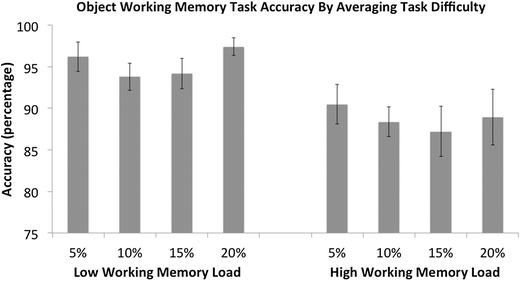 Object Working Memory Task Accuracy By Averaging Task Difficulty
Accuracy (percentage)
100
95
90
85
80
75
5% 10% 15% 20% 5% 10% 15% 20%
Low Working Memory Load High Working Memory Load